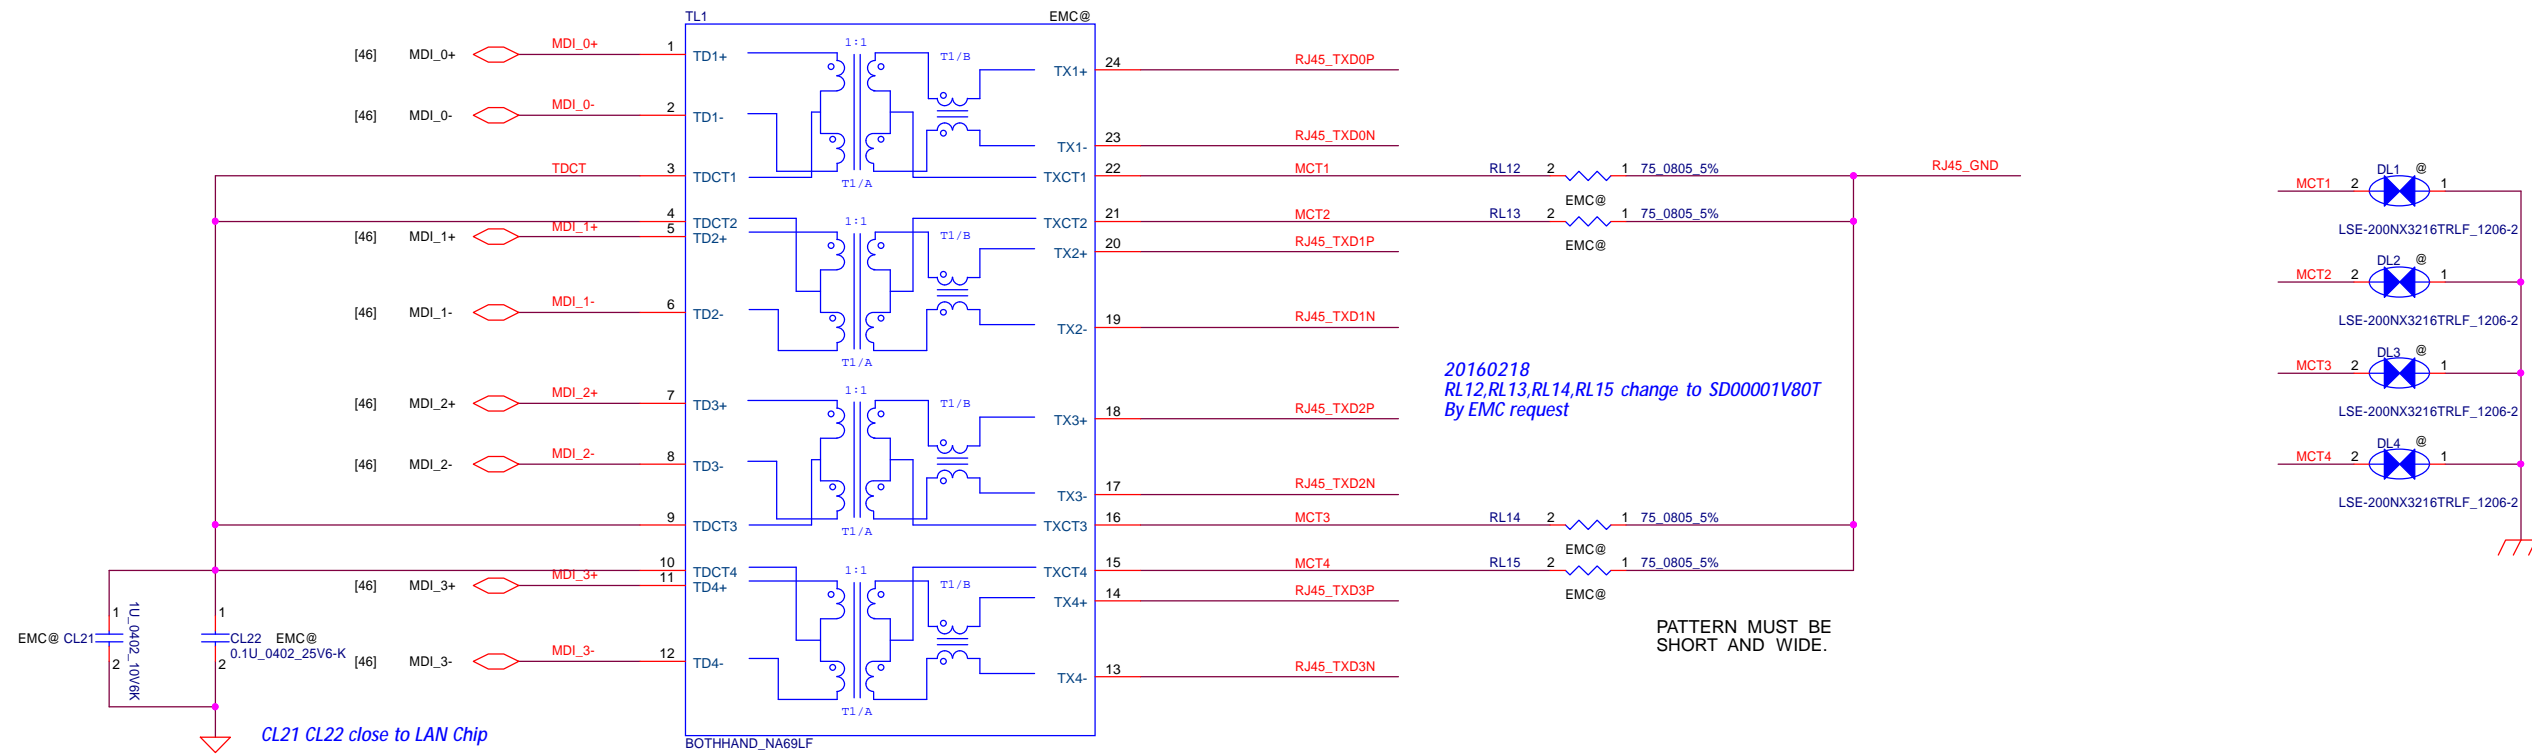 TL1 EMC@
[46] MDI_0+ MDI_0+ 1 TD1+ 1:1 T1/B TX1+ 24 RJ45_TXD0P
[46] MDI_0- MDI_0- 2 TD1- TX1- 23 RJ45_TXD0N
TDCT 3 TDCT1 T1/A TXCT1 22 MCT1 RL12 2 1 75_0805_5% RJ45_GND
EMC@
4 TDCT2 1:1 TXCT2 21 MCT2 RL13 2 1 75_0805_5%
EMC@
[46] MDI_1+ MDI_1+ 5 TD2+ T1/B TX2+ 20 RJ45_TXD1P
[46] MDI_1- MDI_1- 6 TD2- TX2- 19 RJ45_TXD1N
T1/A
20160218
RL12,RL13,RL14,RL15 change to SD00001V80T
By EMC request
[46] MDI_2+ MDI_2+ 7 TD3+ 1:1 T1/B TX3+ 18 RJ45_TXD2P
[46] MDI_2- MDI_2- 8 TD3- TX3- 17 RJ45_TXD2N
9 TDCT3 T1/A TXCT3 16 MCT3 RL14 2 1 75_0805_5%
EMC@
10 TDCT4 1:1 TXCT4 15 MCT4 RL15 2 1 75_0805_5%
EMC@
[46] MDI_3+ MDI_3+ 11 TD4+ T1/B TX4+ 14 RJ45_TXD3P
[46] MDI_3- MDI_3- 12 TD4- TX4- 13 RJ45_TXD3N
T1/A
BOTHHAND_NA69LF
EMC@ CL21 1 2
1U_0402_10V6K
1 2 CL22 EMC@
0.1U_0402_25V6-K
CL21 CL22 close to LAN Chip
PATTERN MUST BE
SHORT AND WIDE.
MCT1 2 DL1 @ 1
LSE-200NX3216TRLF_1206-2
MCT2 2 DL2 @ 1
LSE-200NX3216TRLF_1206-2
MCT3 2 DL3 @ 1
LSE-200NX3216TRLF_1206-2
MCT4 2 DL4 @ 1
LSE-200NX3216TRLF_1206-2